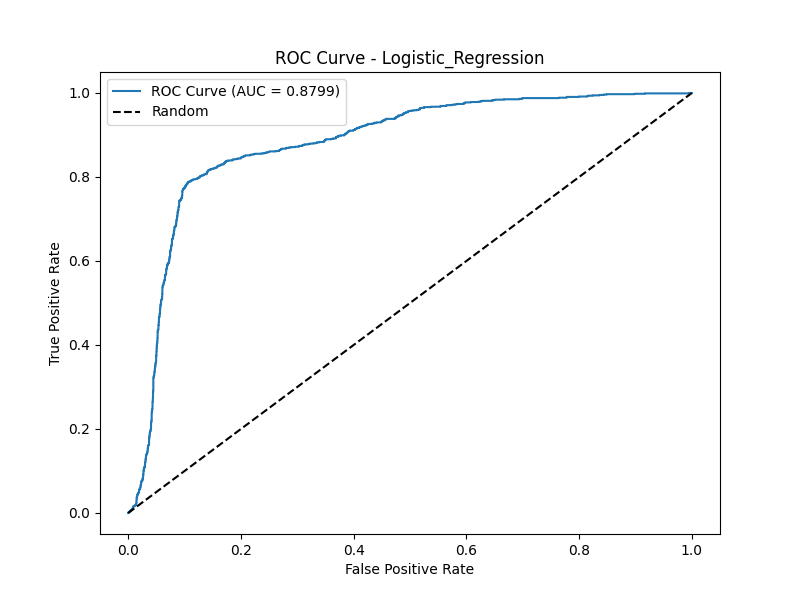 ROC Curve - Logistic_Regression
ROC Curve (AUC = 0.8799)
Random
True Positive Rate
1.0
0.8
0.6
0.4
0.2
0.0
0.0 0.2 0.4 0.6 0.8 1.0
False Positive Rate